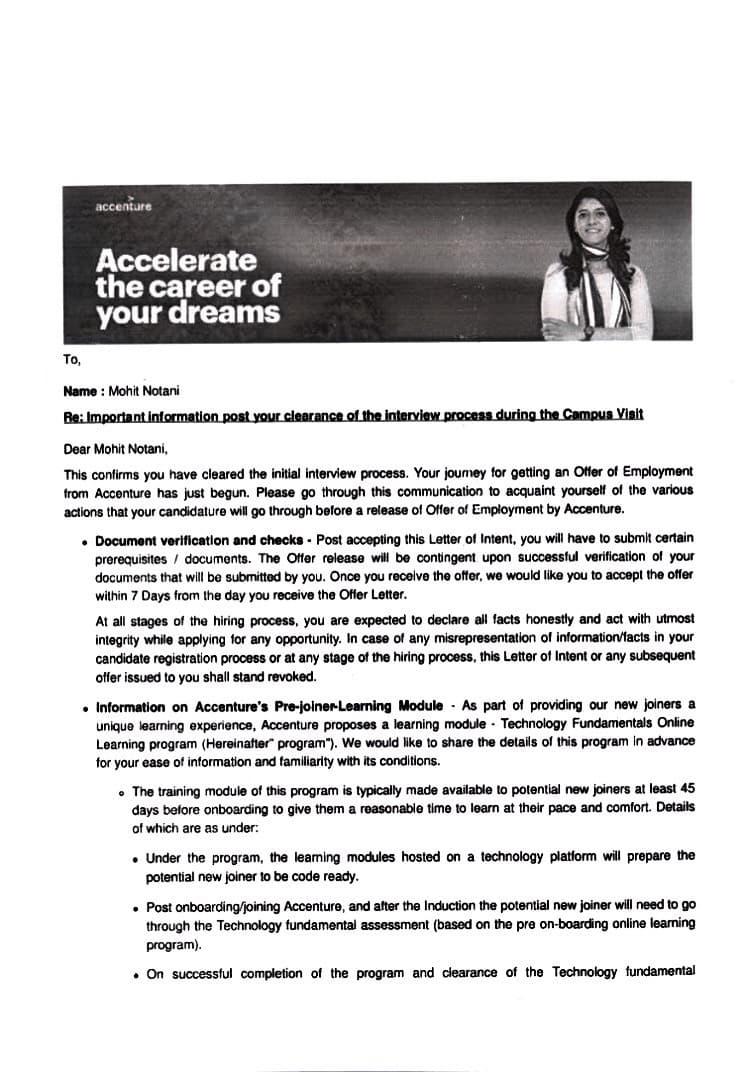 accenture
Accelerate
the career of
your dreams
To,
Name : Mohit Notani
Re: Important information post your clearance of the interview process during the Campus Visit
Dear Mohit Notani,
This confirms you have cleared the initial interview process. Your journey for getting an Offer of Employment
from Accenture has just begun. Please go through this communication to acquaint yourself of the various
actions that your candidature will go through before a release of Offer of Employment by Accenture.
• Document verification and checks - Post accepting this Letter of Intent, you will have to submit certain
prerequisites / documents. The Offer release will be contingent upon successful verification of your
documents that will be submitted by you. Once you receive the offer, we would like you to accept the offer
within 7 Days from the day you receive the Offer Letter.
At all stages of the hiring process, you are expected to declare all facts honestly and act with utmost
integrity while applying for any opportunity. In case of any misrepresentation of information/facts in your
candidate registration process or at any stage of the hiring process, this Letter of Intent or any subsequent
offer issued to you shall stand revoked.
• Information on Accenture's Pre-joiner-Learning Module - As part of providing our new joiners a
unique learning experience, Accenture proposes a learning module - Technology Fundamentals Online
Learning program (Hereinafter" program"). We would like to share the details of this program in advance
for your ease of information and familiarity with its conditions.
o The training module of this program is typically made available to potential new joiners at least 45
days before onboarding to give them a reasonable time to learn at their pace and comfort. Details
of which are as under:
• Under the program, the learning modules hosted on a technology platform will prepare the
potential new joiner to be code ready.
• Post onboarding/joining Accenture, and after the Induction the potential new joiner will need to go
through the Technology fundamental assessment (based on the pre on-boarding online learning
program).
• On successful completion of the program and clearance of the Technology fundamental